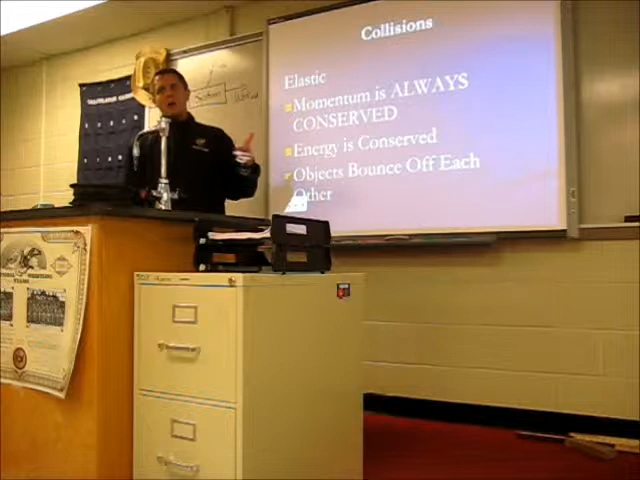 Collisions
Elastic
Momentum is ALWAYS
CONSERVED
Energy is Conserved
Objects Bounce Off Each
Other